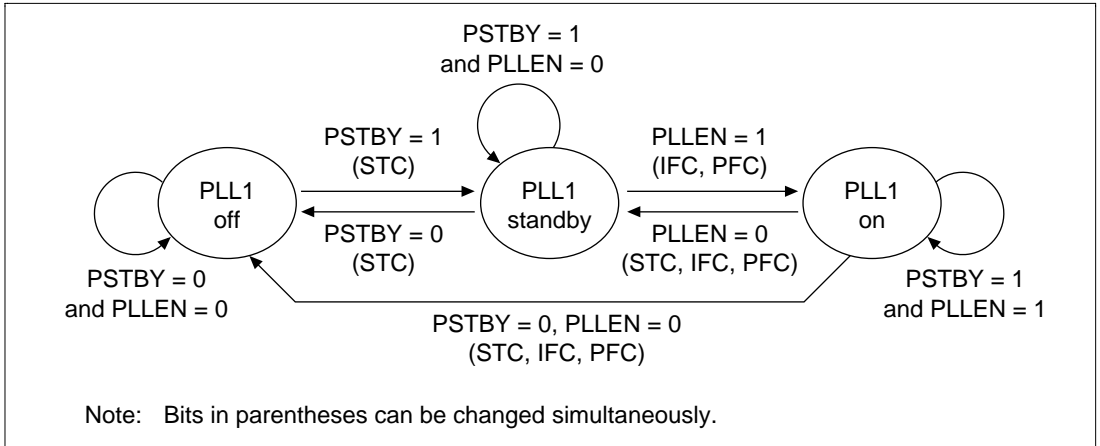 PSTBY = 1
and PLLEN = 0
PSTBY = 1
(STC)
PLLEN = 1
(IFC, PFC)
PLL1
off
PLL1
standby
PLL1
on
PSTBY = 0
(STC)
PLLEN = 0
(STC, IFC, PFC)
PSTBY = 0
and PLLEN = 0
PSTBY = 1
and PLLEN = 1
PSTBY = 0, PLLEN = 0
(STC, IFC, PFC)
Note: Bits in parentheses can be changed simultaneously.